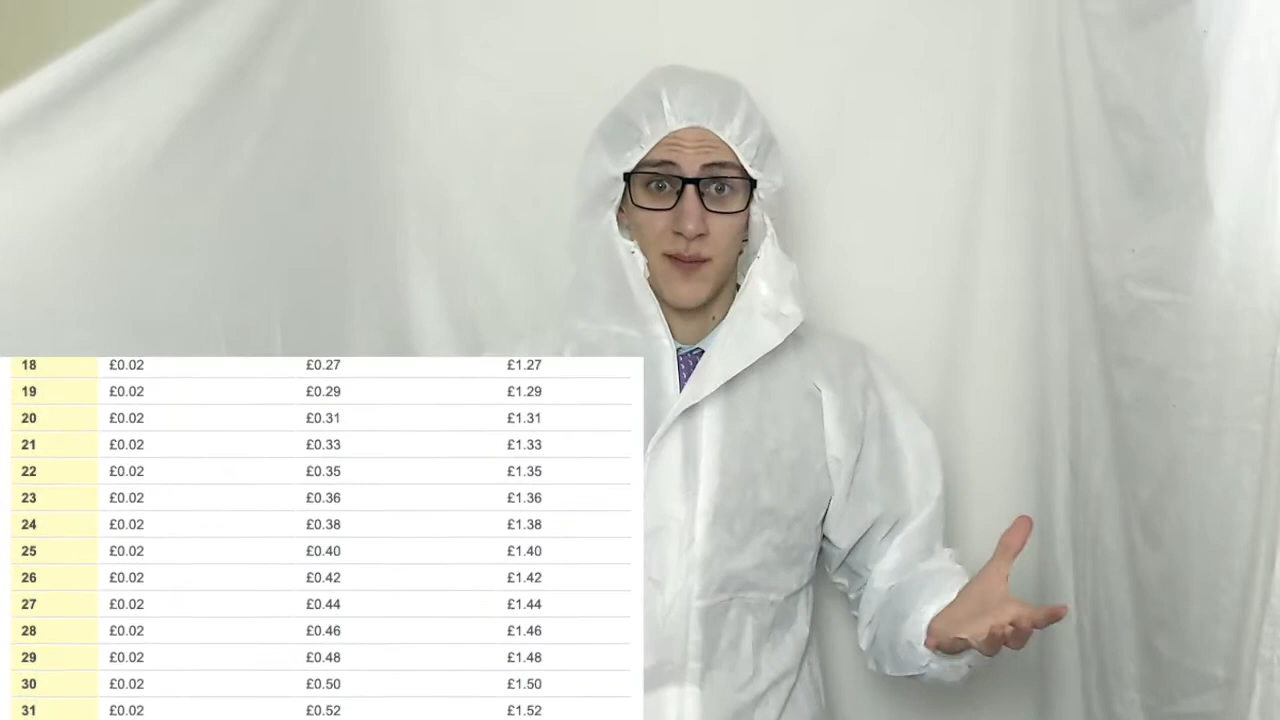 18 £0.02 £0.27 £1.27
19 £0.02 £0.29 £1.29
20 £0.02 £0.31 £1.31
21 £0.02 £0.33 £1.33
22 £0.02 £0.35 £1.35
23 £0.02 £0.36 £1.36
24 £0.02 £0.38 £1.38
25 £0.02 £0.40 £1.40
26 £0.02 £0.42 £1.42
27 £0.02 £0.44 £1.44
28 £0.02 £0.46 £1.46
29 £0.02 £0.48 £1.48
30 £0.02 £0.50 £1.50
31 £0.02 £0.52 £1.52